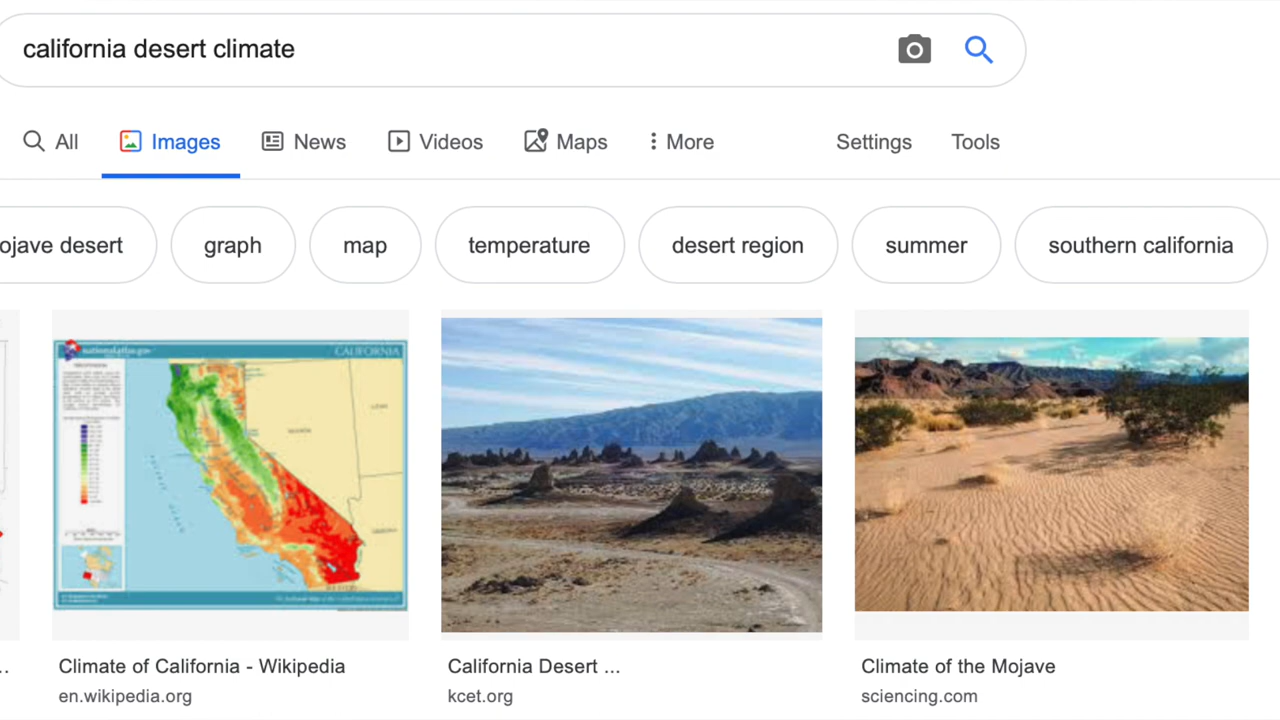 california desert climate
All
Images
News
Videos
Maps
More
Settings
Tools
ojave desert
graph
map
temperature
desert region
summer
southern california
nationalatlas.gov
CALIFORNIA
Climate of California - Wikipedia
en.wikipedia.org
California Desert ...
kcet.org
Climate of the Mojave
sciencing.com